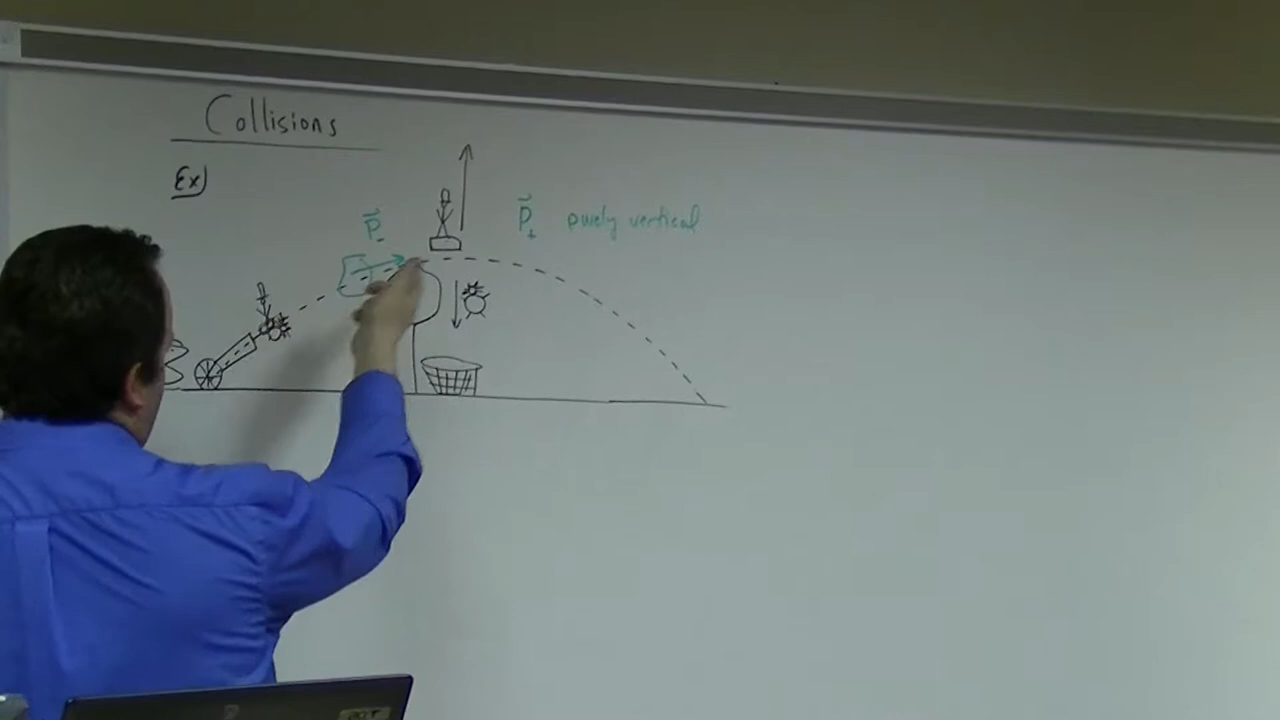 Collisions
Ex)
P₋
P₊ purely vertical